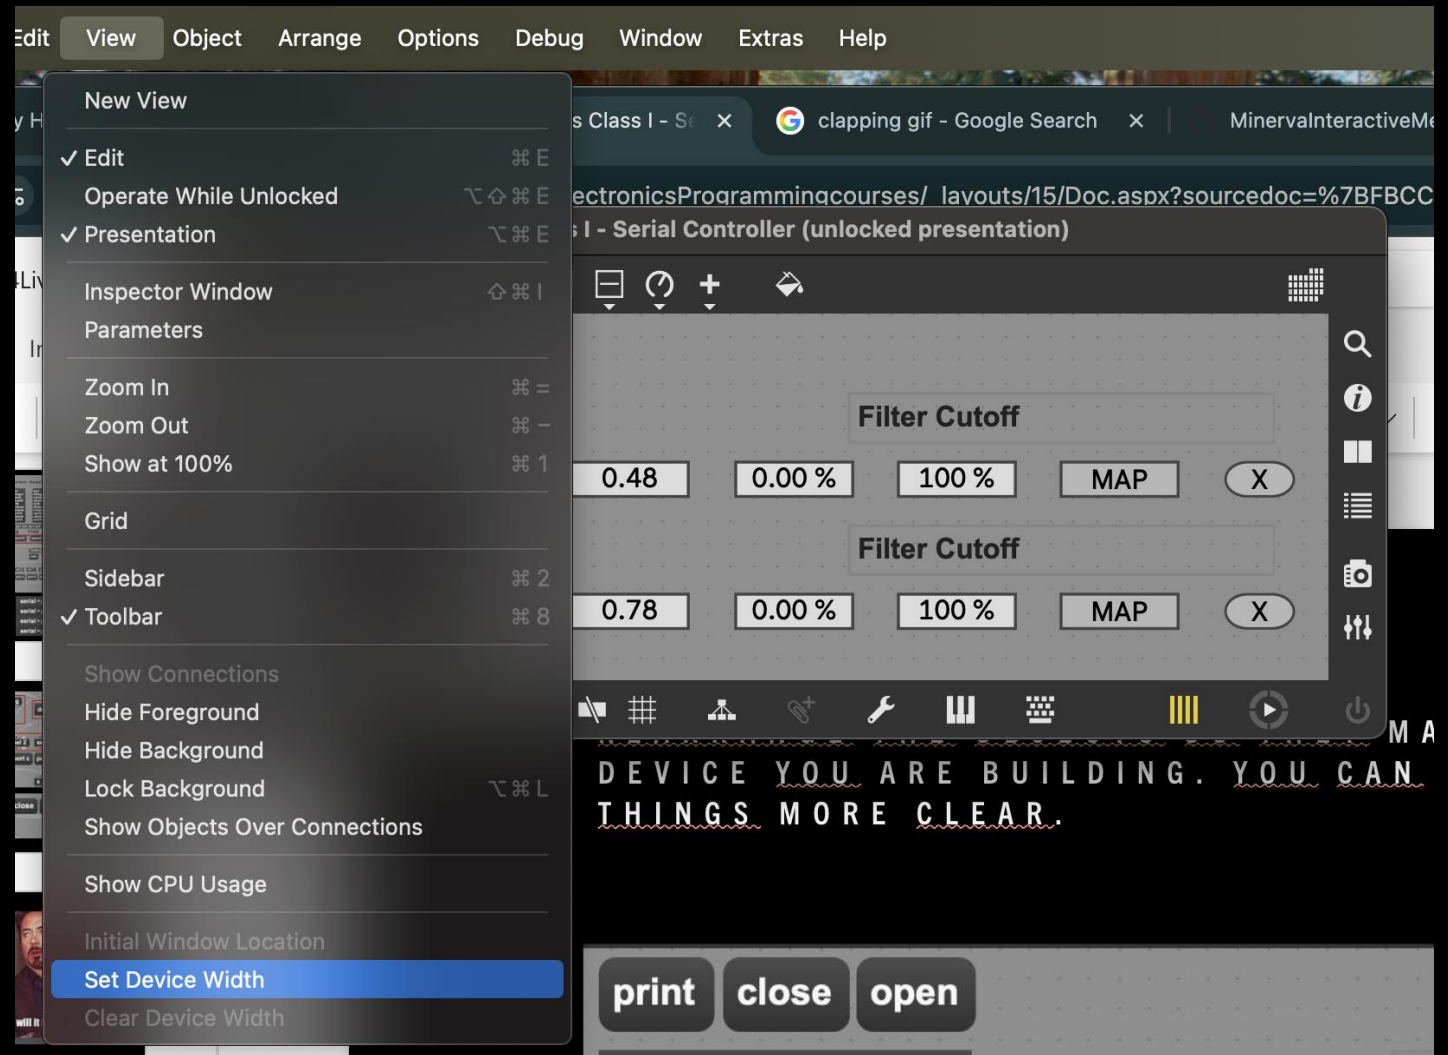 Edit View Object Arrange Options Debug Window Extras Help
New View
s Class I - Se × clapping gif - Google Search × MinervaInteractiveMe
✓ Edit ⌘ E
Operate While Unlocked ⌥⇧⌘ E
ectronicsProgrammingcourses/_layouts/15/Doc.aspx?sourcedoc=%7BFBCC
✓ Presentation ⌥⌘ E
s I - Serial Controller (unlocked presentation)
Inspector Window ⇧⌘ I
Parameters
Zoom In ⌘ =
Zoom Out ⌘ −
Show at 100% ⌘ 1
Grid
Sidebar ⌘ 2
✓ Toolbar ⌘ 8
Show Connections
Hide Foreground
Hide Background
Lock Background ⌥⌘ L
Show Objects Over Connections
Show CPU Usage
Initial Window Location
Set Device Width
Clear Device Width
Filter Cutoff
0.48 0.00 % 100 % MAP X
Filter Cutoff
0.78 0.00 % 100 % MAP X
MA
DEVICE YOU ARE BUILDING. YOU CAN
THINGS MORE CLEAR.
print close open
will it
close